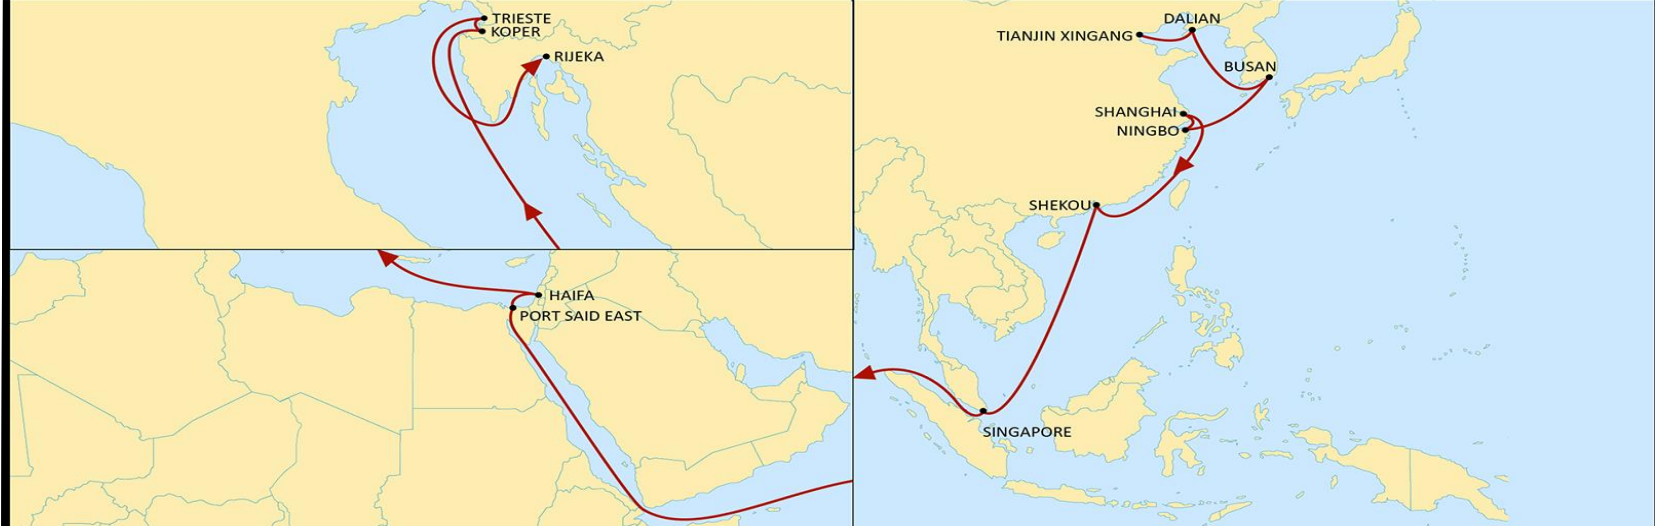 TRIESTE
KOPER
RIJEKA
HAIFA
PORT SAID EAST
DALIAN
TIANJIN XINGANG
BUSAN
SHANGHAI
NINGBO
SHEKOU
SINGAPORE